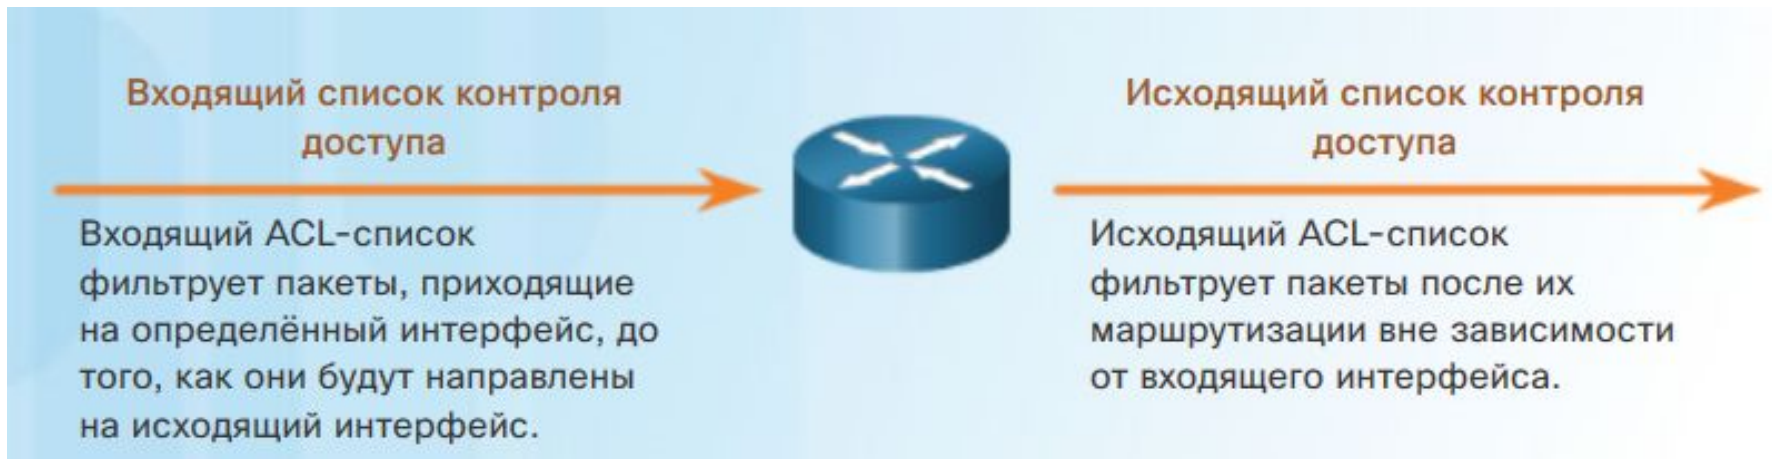 Входящий список контроля
доступа
Входящий ACL-список
фильтрует пакеты, приходящие
на определённый интерфейс, до
того, как они будут направлены
на исходящий интерфейс.
Исходящий список контроля
доступа
Исходящий ACL-список
фильтрует пакеты после их
маршрутизации вне зависимости
от входящего интерфейса.